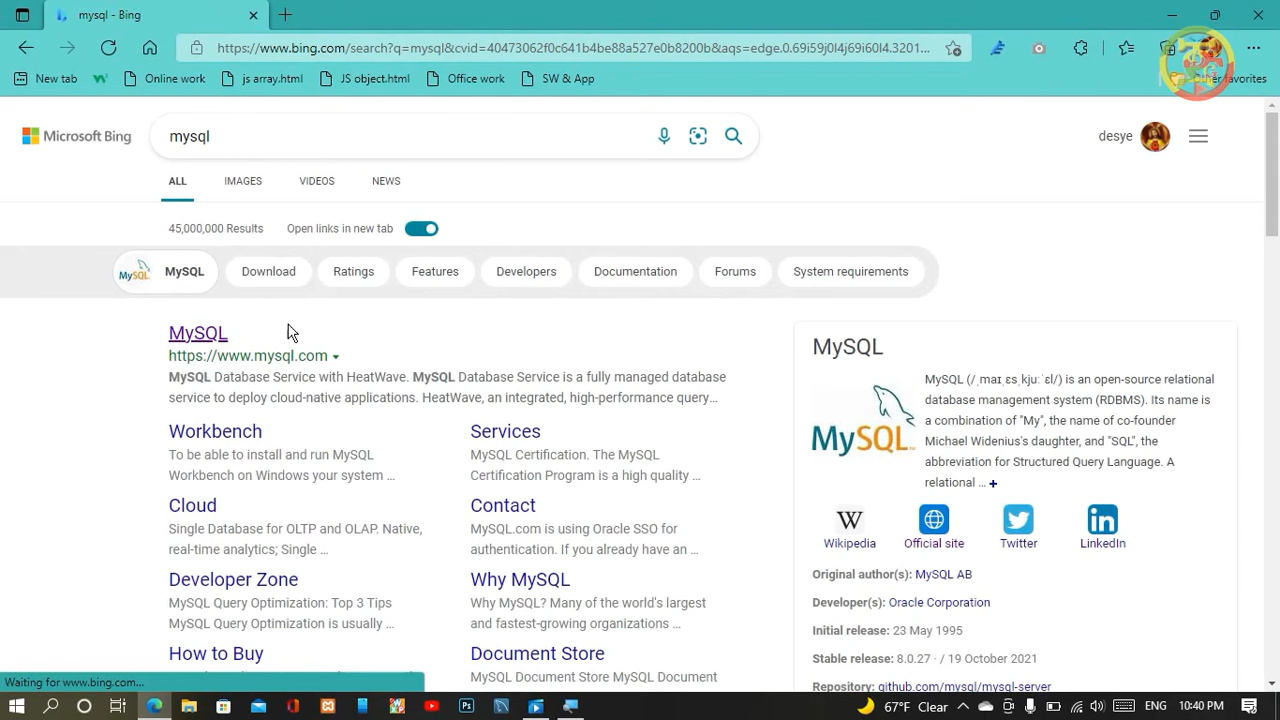 mysql - Bing
https://www.bing.com/search?q=mysql&cvid=40473062f0c641b4be88a527e0b8200b&aqs=edge.0.69i59j0l4j69i60l4.3201...
New tab
Online work
js array.html
JS object.html
Office work
SW & App
Other favorites
Microsoft Bing
mysql
desye
ALL
IMAGES
VIDEOS
NEWS
45,000,000 Results
Open links in new tab
MySQL
MySQL
Download
Ratings
Features
Developers
Documentation
Forums
System requirements
MySQL
https://www.mysql.com
MySQL Database Service with HeatWave. MySQL Database Service is a fully managed database
service to deploy cloud-native applications. HeatWave, an integrated, high-performance query...
Workbench
To be able to install and run MySQL
Workbench on Windows your system ...
Services
MySQL Certification. The MySQL
Certification Program is a high quality ...
Cloud
Single Database for OLTP and OLAP. Native,
real-time analytics; Single ...
Contact
MySQL.com is using Oracle SSO for
authentication. If you already have an ...
Developer Zone
MySQL Query Optimization: Top 3 Tips
MySQL Query Optimization is usually ...
Why MySQL
Why MySQL? Many of the world's largest
and fastest-growing organizations ...
How to Buy
Document Store
MySQL Document Store MySQL Document
MySQL
MySQL
MySQL (/ˌmaɪˌɛsˌkjuːˈɛl/) is an open-source relational
database management system (RDBMS). Its name is
a combination of "My", the name of co-founder
Michael Widenius's daughter, and "SQL", the
abbreviation for Structured Query Language. A
relational ... +
Wikipedia
Official site
Twitter
LinkedIn
Original author(s): MySQL AB
Developer(s): Oracle Corporation
Initial release: 23 May 1995
Stable release: 8.0.27 · / 19 October 2021
Repository: github.com/mysql/mysql-server
Waiting for www.bing.com...
67°F Clear
ENG
10:40 PM